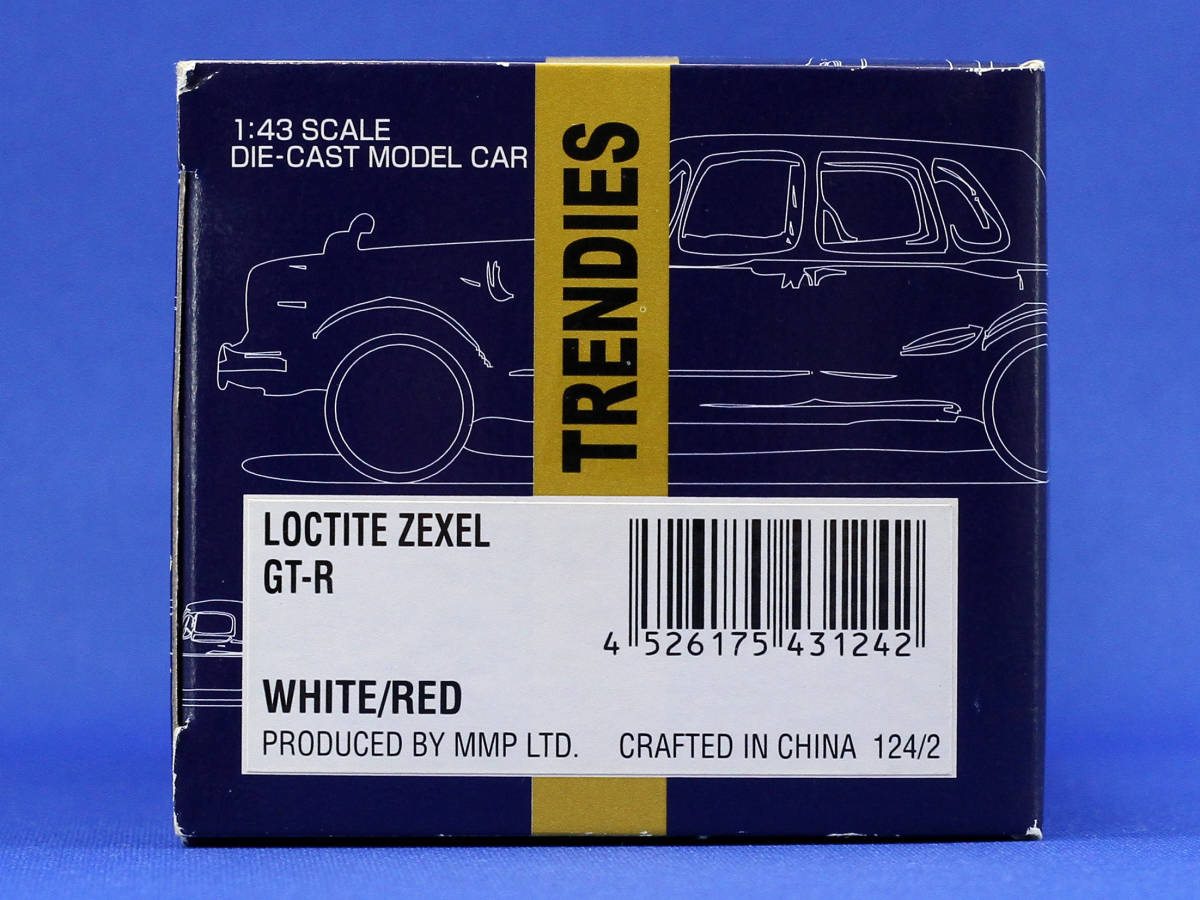 1:43 SCALE
DIE-CAST MODEL CAR
TRENDIES
LOCTITE ZEXEL
GT-R
4 526175 431242
WHITE/RED
PRODUCED BY MMP LTD. CRAFTED IN CHINA 124/2